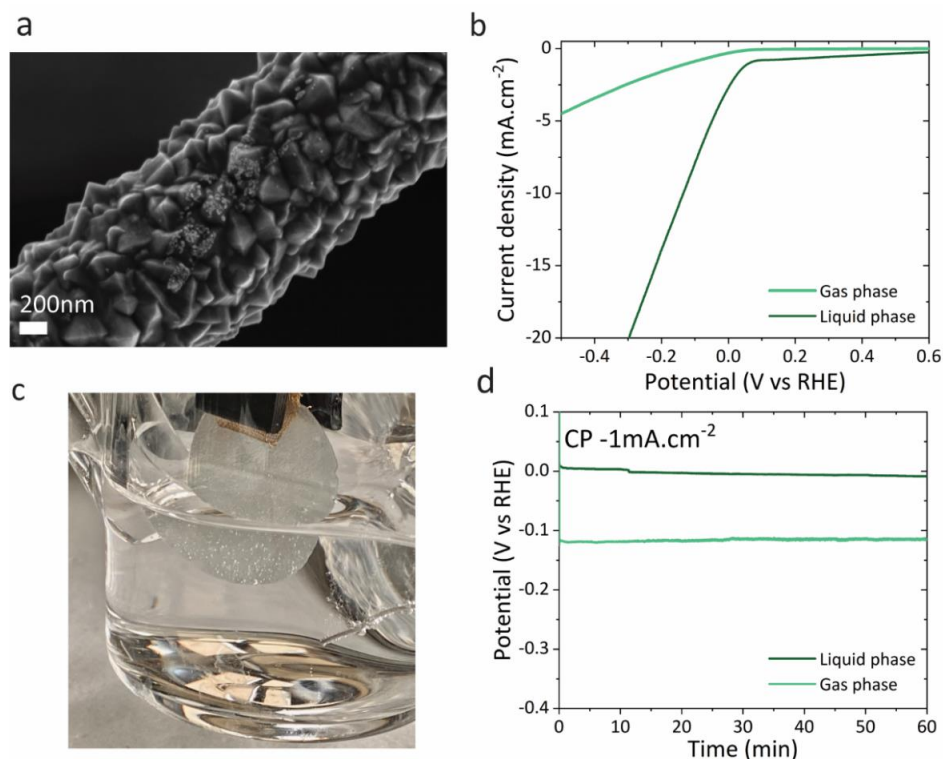 a
200nm
b
Current density (mA.cm⁻²)
0
-5
-10
-15
-20
Gas phase
Liquid phase
-0.4 -0.2 0.0 0.2 0.4 0.6
Potential (V vs RHE)
c
d
CP -1mA.cm⁻²
Potential (V vs RHE)
0.1
0.0
-0.1
-0.2
-0.3
-0.4
Liquid phase
Gas phase
0 10 20 30 40 50 60
Time (min)